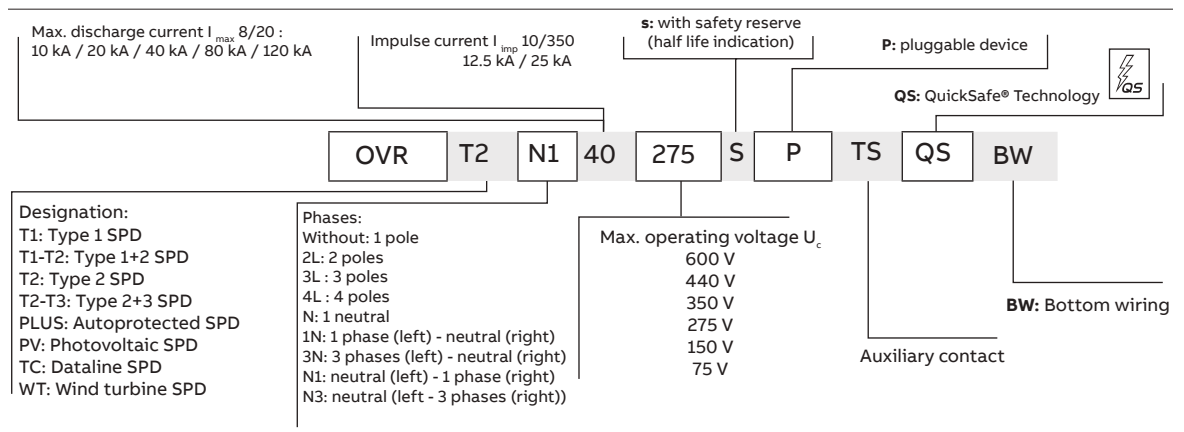 Max. discharge current I max 8/20 :
10 kA / 20 kA / 40 kA / 80 kA / 120 kA
Impulse current I imp 10/350
12.5 kA / 25 kA
s: with safety reserve
(half life indication)
P: pluggable device
QS: QuickSafe® Technology
QS
OVR T2 N1 40 275 S P TS QS BW
Designation:
T1: Type 1 SPD
T1-T2: Type 1+2 SPD
T2: Type 2 SPD
T2-T3: Type 2+3 SPD
PLUS: Autoprotected SPD
PV: Photovoltaic SPD
TC: Dataline SPD
WT: Wind turbine SPD
Phases:
Without: 1 pole
2L: 2 poles
3L : 3 poles
4L : 4 poles
N: 1 neutral
1N: 1 phase (left) - neutral (right)
3N: 3 phases (left) - neutral (right)
N1: neutral (left) - 1 phase (right)
N3: neutral (left - 3 phases (right))
Max. operating voltage Uc
600 V
440 V
350 V
275 V
150 V
75 V
Auxiliary contact
BW: Bottom wiring